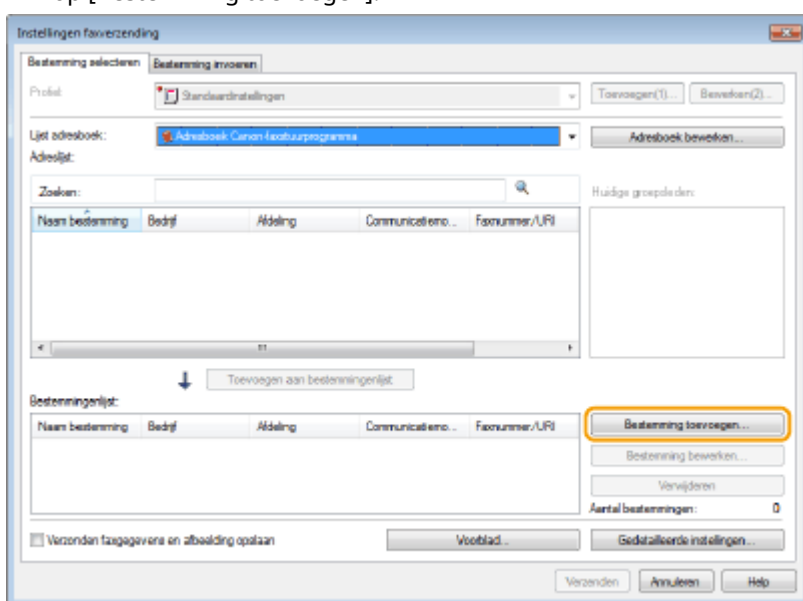 Instellingen faxverzending
Bestemming selecteren Bestemming invoeren
Profiel: Standaardinstellingen Toevoegen(1)... Bewerken(2)...
Lijst adresboek: Adresboek Canon-faxstuurprogramma Adresboek bewerken...
Adreslijst:
Zoeken: Huidige groepsleden:
Naam bestemming Bedrijf Afdeling Communicatiemo... Faxnummer/URI
Toevoegen aan bestemmingenlijst
Bestemmingenlijst:
Naam bestemming Bedrijf Afdeling Communicatiemo... Faxnummer/URI Bestemming toevoegen...
Bestemming bewerken...
Verwijderen
Aantal bestemmingen: 0
Verzonden faxgegevens en afbeelding opslaan Voorblad... Gedetailleerde instellingen...
Verzenden Annuleren Help